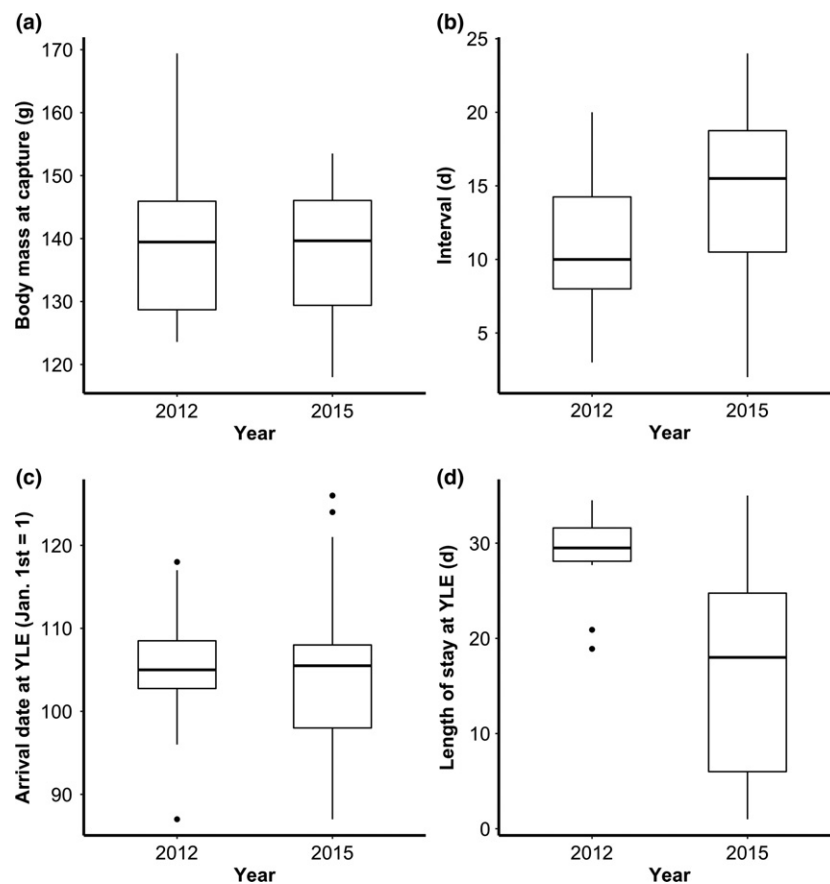 (a)
Body mass at capture (g)
170
160
150
140
130
120
2012
2015
Year
(b)
Interval (d)
25
20
15
10
5
2012
2015
Year
(c)
Arrival date at YLE (Jan. 1st = 1)
120
110
100
90
2012
2015
Year
(d)
Length of stay at YLE (d)
30
20
10
0
2012
2015
Year